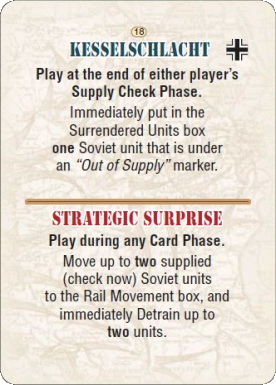 18
KESSELSCHLACHT
Play at the end of either player's
Supply Check Phase.
Immediately put in the
Surrendered Units box
one Soviet unit that is under
an “Out of Supply” marker.
STRATEGIC SURPRISE
Play during any Card Phase.
Move up to two supplied
(check now) Soviet units
to the Rail Movement box, and
immediately Detrain up to
two units.